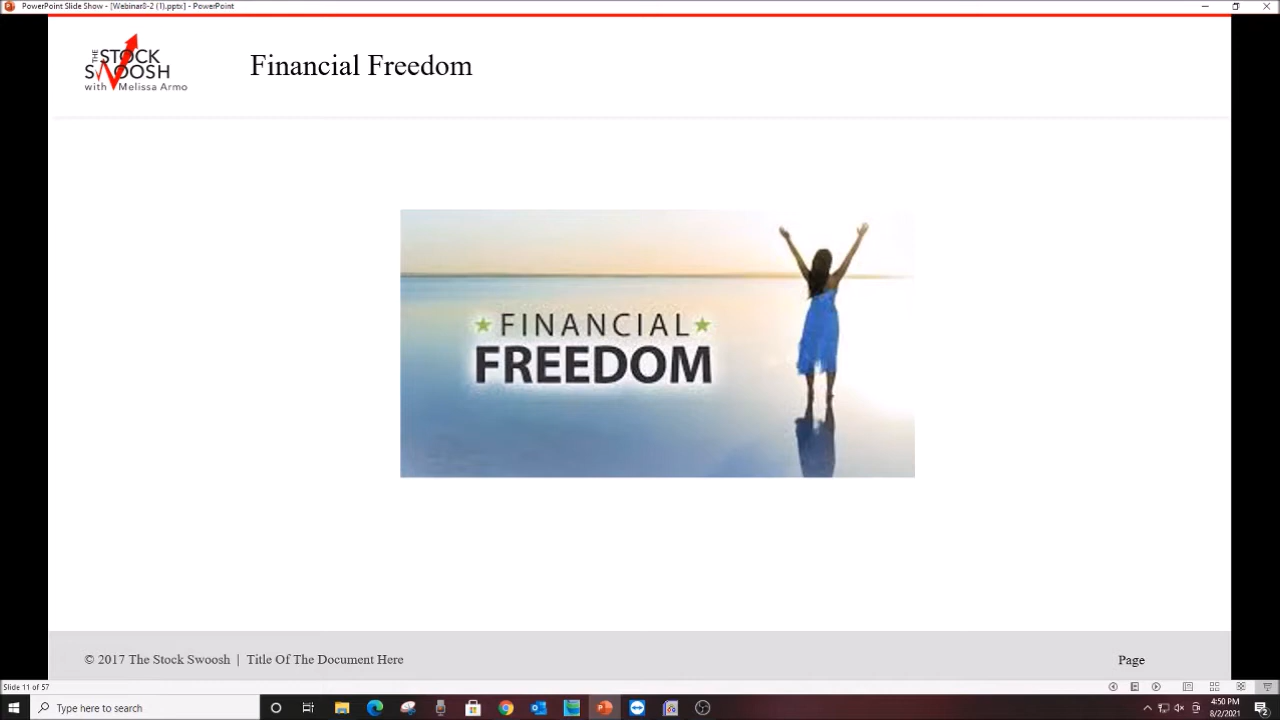 PowerPoint Slide Show - [Webinar8-2 (1).pptx] - PowerPoint
THE STOCK
SWOOSH
with Melissa Armo
Financial Freedom
FINANCIAL
FREEDOM
© 2017 The Stock Swoosh | Title Of The Document Here
Page
Slide 11 of 57
Type here to search
4:50 PM
8/2/2021
2